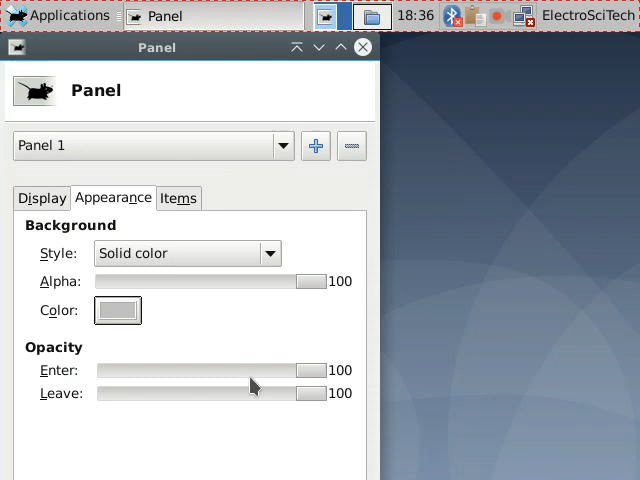 Applications Panel 18:36 ElectroSciTech
Panel
Panel
Panel 1
Display Appearance Items
Background
Style: Solid color
Alpha: 100
Color:
Opacity
Enter: 100
Leave: 100